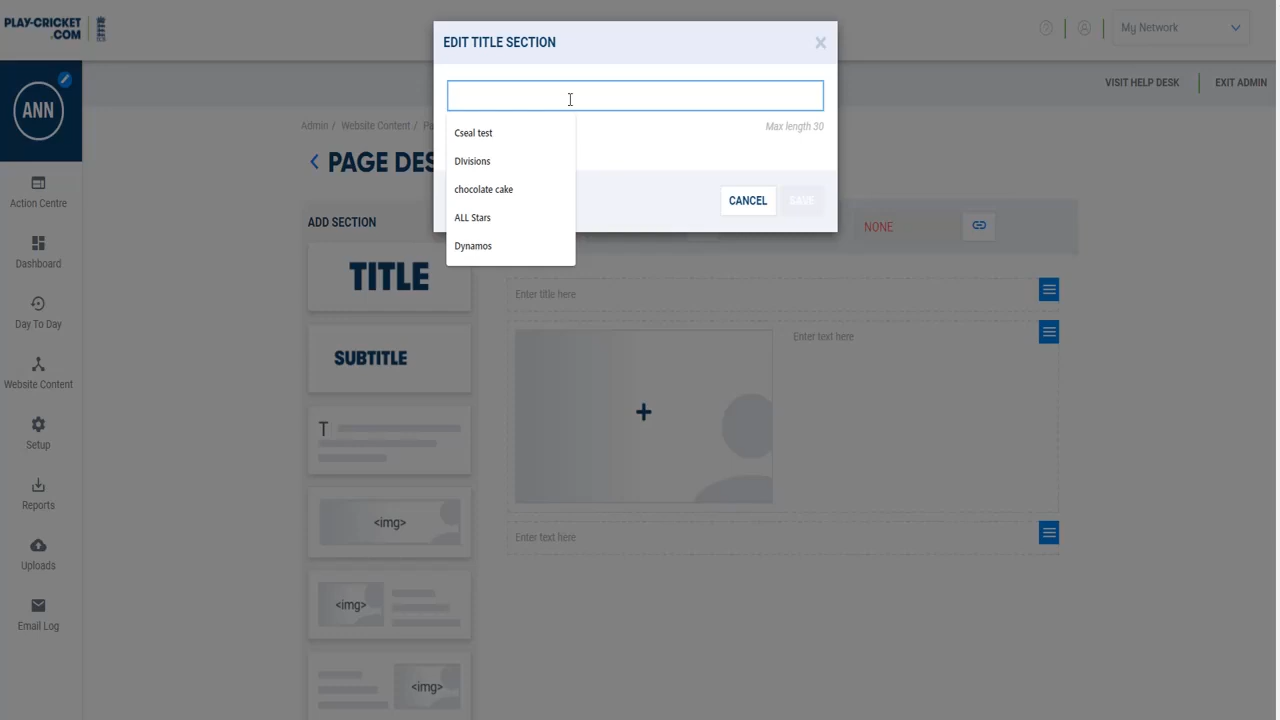 PLAY-CRICKET
.COM
My Network
EDIT TITLE SECTION
VISIT HELP DESK
EXIT ADMIN
ANN
Max length 30
Cseal test
DIvisions
chocolate cake
ALL Stars
Dynamos
CANCEL
SAVE
Admin / Website Content /
PAGE DES
Action Centre
Dashboard
Day To Day
Website Content
Setup
Reports
Uploads
Email Log
ADD SECTION
NONE
TITLE
SUBTITLE
T
<img>
<img>
<img>
Enter title here
Enter text here
Enter text here